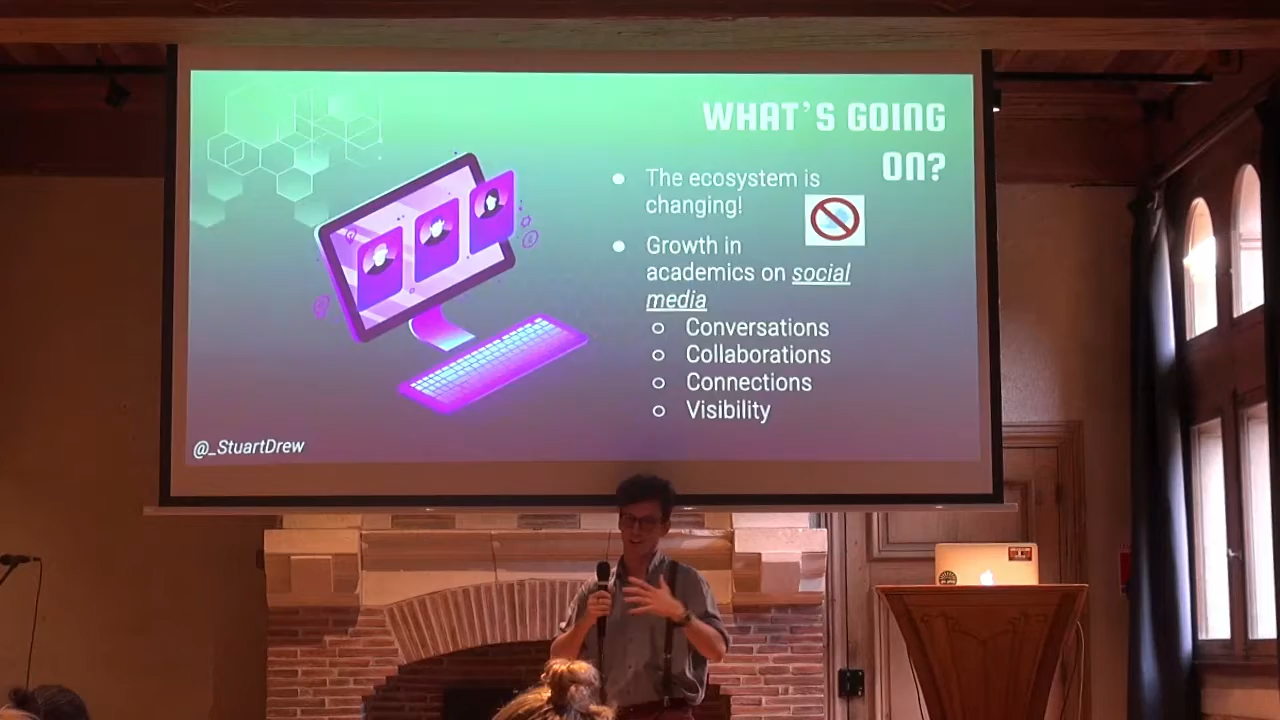 WHAT'S GOING
ON?
● The ecosystem is
changing!
● Growth in
academics on social
media
○ Conversations
○ Collaborations
○ Connections
○ Visibility
@_StuartDrew